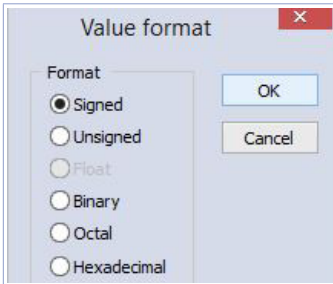 Value format
Format
Signed
OK
Unsigned
Cancel
Float
Binary
Octal
Hexadecimal